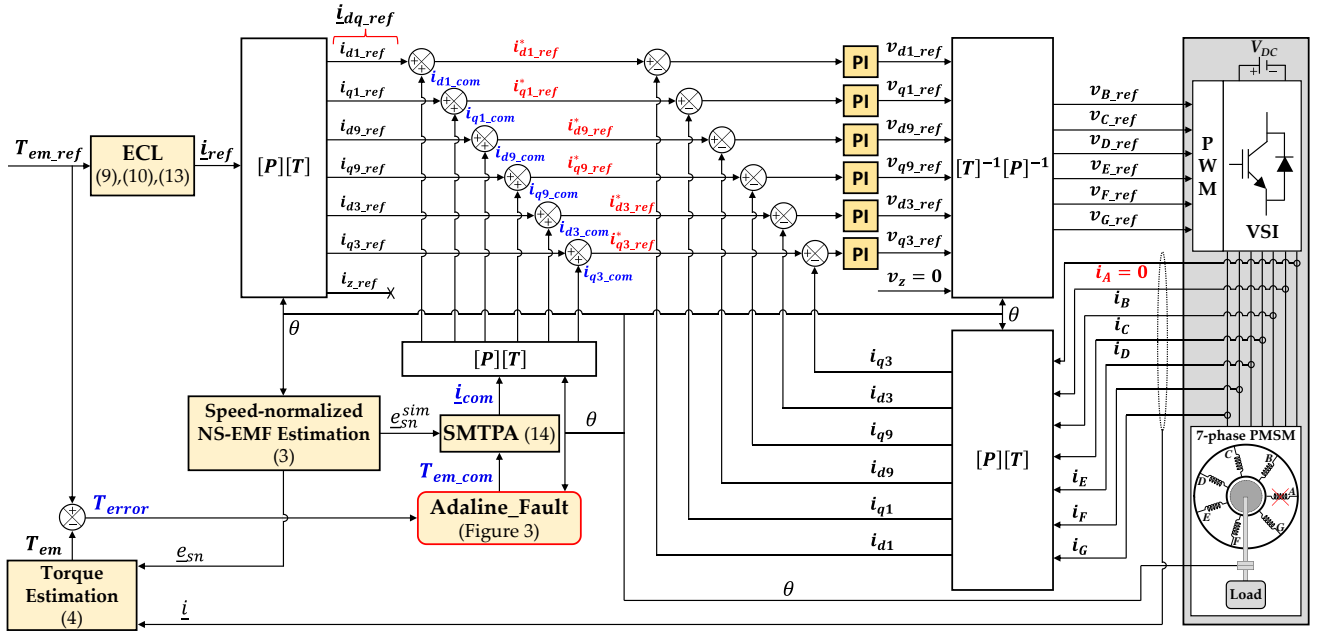 i_dq_ref
T_em_ref
ECL
(9),(10),(13)
i_ref
[P][T]
i_d1_ref
i_q1_ref
i_d9_ref
i_q9_ref
i_d3_ref
i_q3_ref
i_z_ref
i_d1_com
i_q1_com
i_d9_com
i_q9_com
i_d3_com
i_q3_com
i*_d1_ref
i*_q1_ref
i*_d9_ref
i*_q9_ref
i*_d3_ref
i*_q3_ref
PI
PI
PI
PI
PI
PI
v_d1_ref
v_q1_ref
v_d9_ref
v_q9_ref
v_d3_ref
v_q3_ref
v_z = 0
[T]⁻¹[P]⁻¹
v_B_ref
v_C_ref
v_D_ref
v_E_ref
v_F_ref
v_G_ref
P
W
M
V_DC
+ −
VSI
i_A = 0
i_B
i_C
i_D
i_E
i_F
i_G
θ
θ
[P][T]
[P][T]
i_q3
i_d3
i_q9
i_d9
i_q1
i_d1
i_com
θ
Speed-normalized
NS-EMF Estimation
(3)
e_sn^sim
SMTPA (14)
T_em_com
Adaline_Fault
(Figure 3)
T_error
T_em
e_sn
Torque
Estimation
(4)
i
θ
7-phase PMSM
A
B
C
D
E
F
G
Load